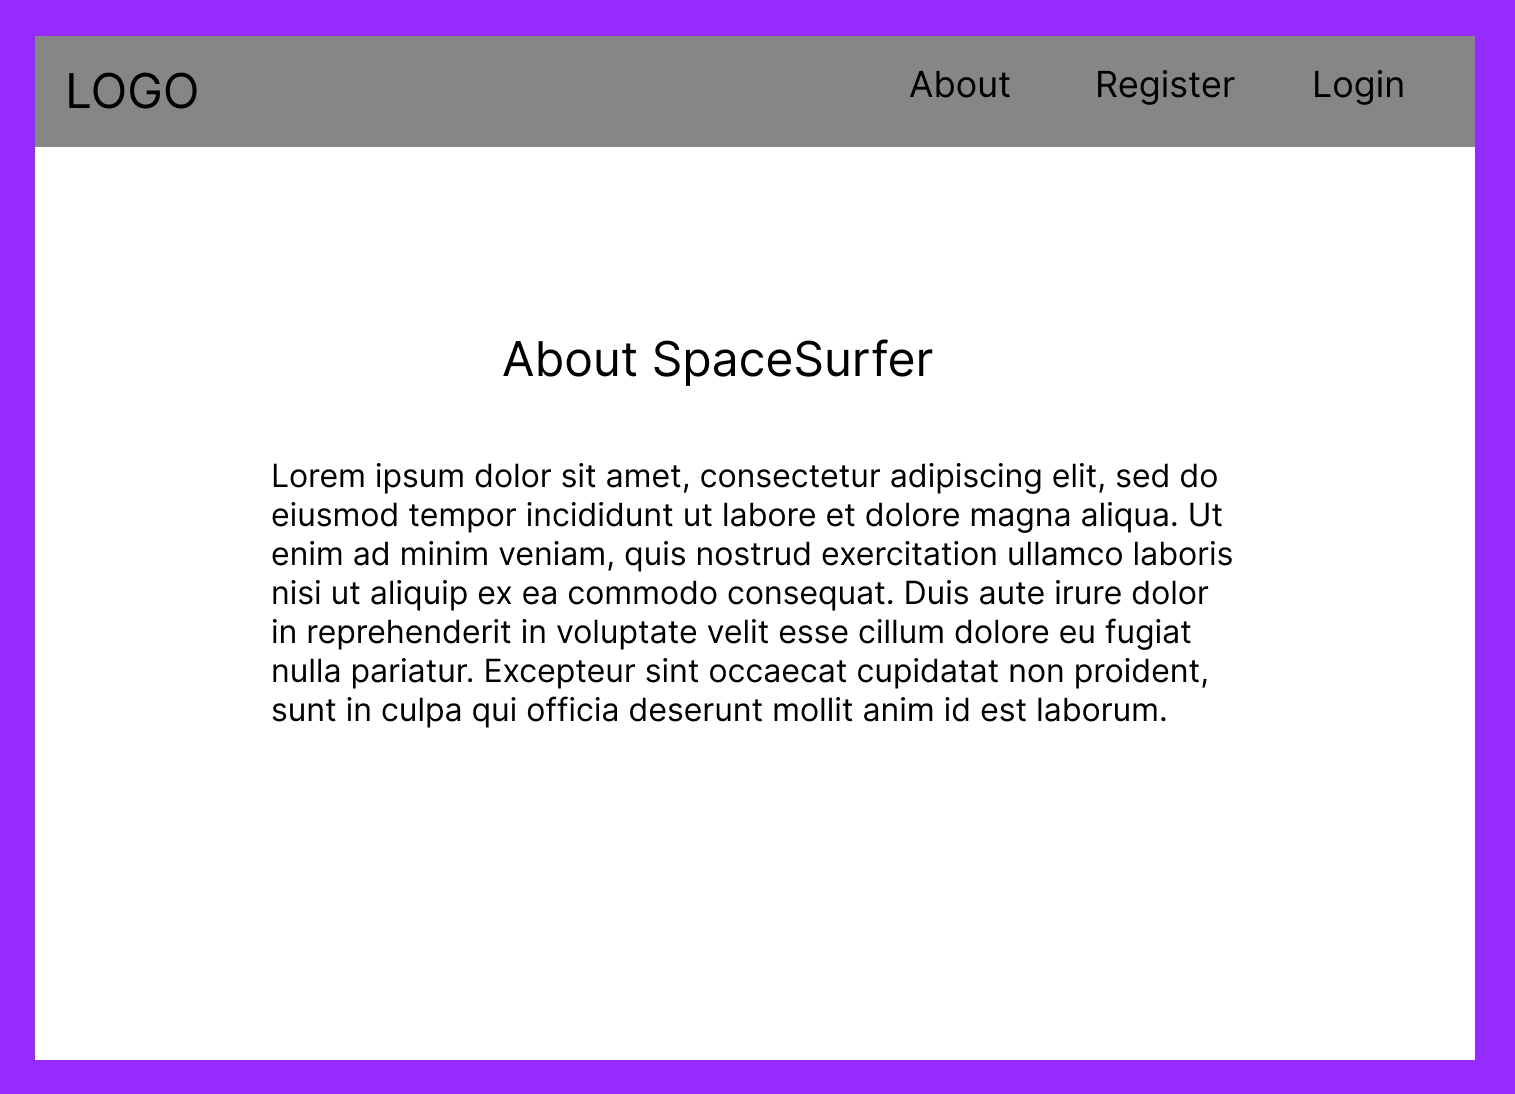 LOGO
About
Register
Login
About SpaceSurfer
Lorem ipsum dolor sit amet, consectetur adipiscing elit, sed do
eiusmod tempor incididunt ut labore et dolore magna aliqua. Ut
enim ad minim veniam, quis nostrud exercitation ullamco laboris
nisi ut aliquip ex ea commodo consequat. Duis aute irure dolor
in reprehenderit in voluptate velit esse cillum dolore eu fugiat
nulla pariatur. Excepteur sint occaecat cupidatat non proident,
sunt in culpa qui officia deserunt mollit anim id est laborum.